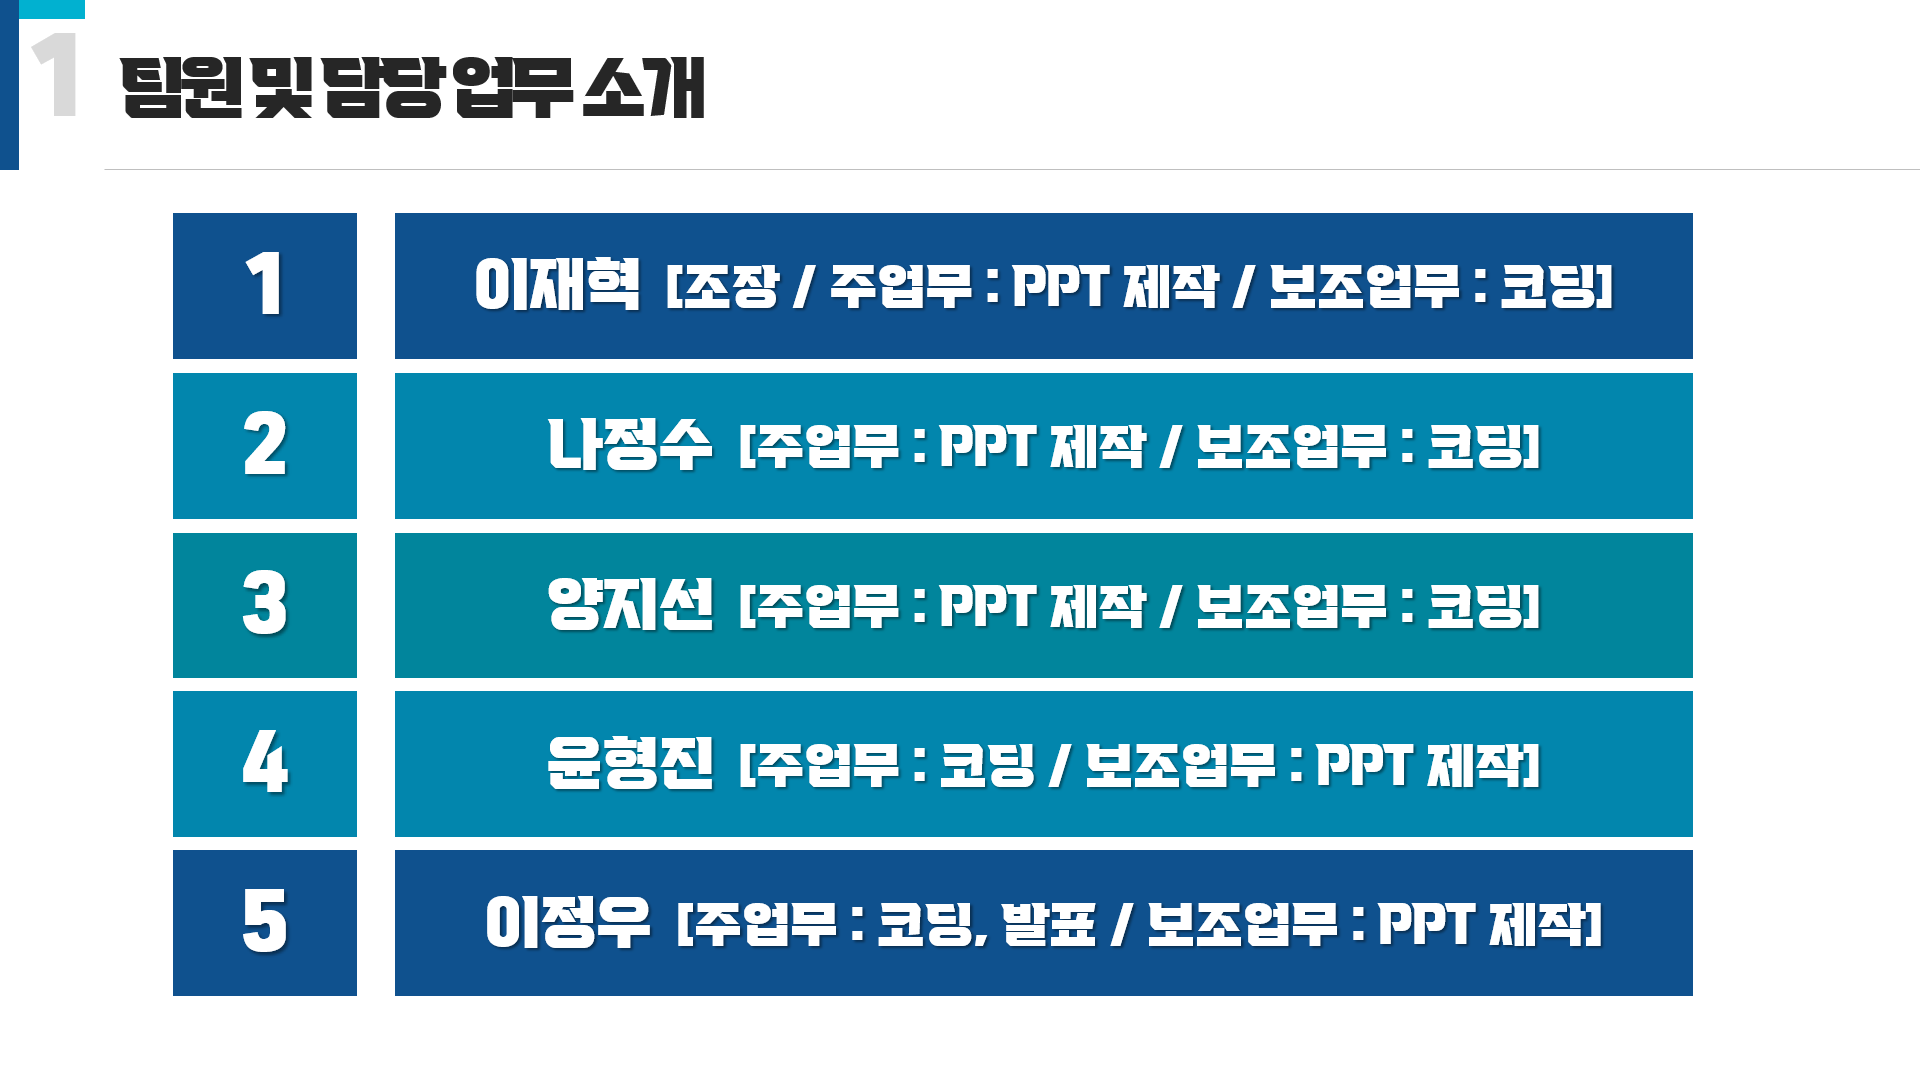 1
팀원 및 담당 업무 소개
1
이재혁 [조장 / 주업무 : PPT 제작 / 보조업무 : 코딩]
2
나정수 [주업무 : PPT 제작 / 보조업무 : 코딩]
3
양지선 [주업무 : PPT 제작 / 보조업무 : 코딩]
4
윤형진 [주업무 : 코딩 / 보조업무 : PPT 제작]
5
이정우 [주업무 : 코딩, 발표 / 보조업무 : PPT 제작]